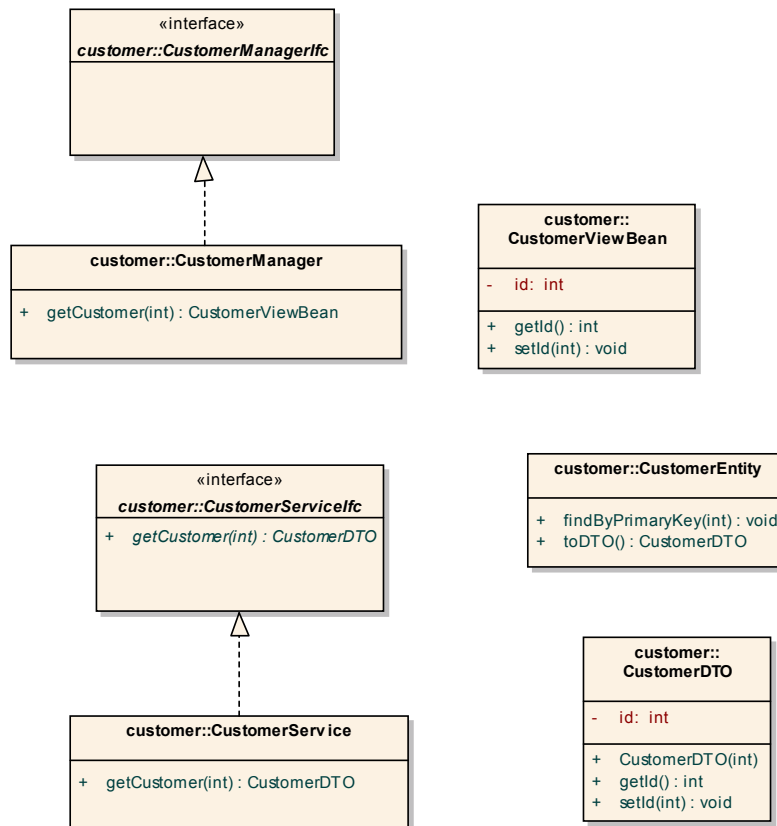 «interface»
customer::CustomerManagerIfc
customer::CustomerManager
+ getCustomer(int) : CustomerViewBean
customer::
CustomerViewBean
- id: int
+ getId() : int
+ setId(int) : void
«interface»
customer::CustomerServiceIfc
+ getCustomer(int) : CustomerDTO
customer::CustomerEntity
+ findByPrimaryKey(int) : void
+ toDTO() : CustomerDTO
customer::CustomerService
+ getCustomer(int) : CustomerDTO
customer::
CustomerDTO
- id: int
+ CustomerDTO(int)
+ getId() : int
+ setId(int) : void